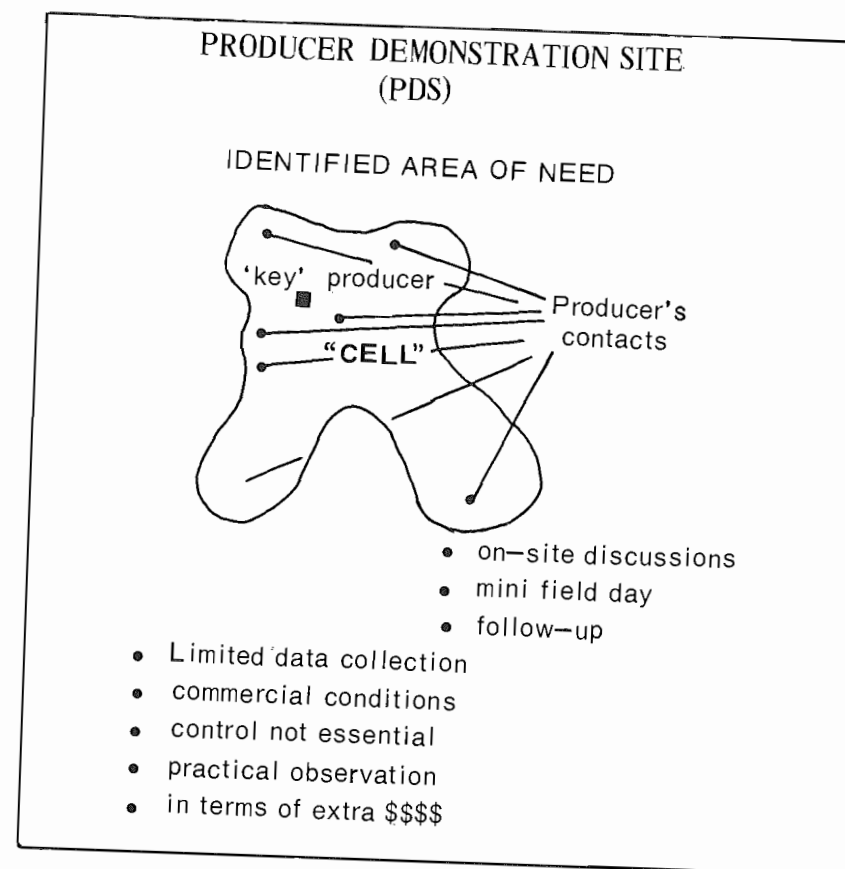 PRODUCER DEMONSTRATION SITE
(PDS)
IDENTIFIED AREA OF NEED
'key' producer
Producer's
contacts
"CELL"
• on-site discussions
• mini field day
• follow-up
• Limited data collection
• commercial conditions
• control not essential
• practical observation
• in terms of extra $$$$